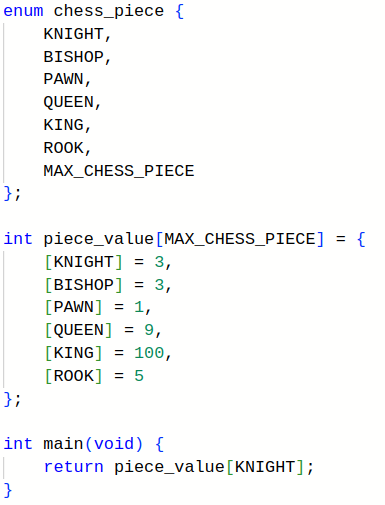 enum chess_piece {
    KNIGHT,
    BISHOP,
    PAWN,
    QUEEN,
    KING,
    ROOK,
    MAX_CHESS_PIECE
};

int piece_value[MAX_CHESS_PIECE] = {
    [KNIGHT] = 3,
    [BISHOP] = 3,
    [PAWN] = 1,
    [QUEEN] = 9,
    [KING] = 100,
    [ROOK] = 5
};

int main(void) {
    return piece_value[KNIGHT];
}